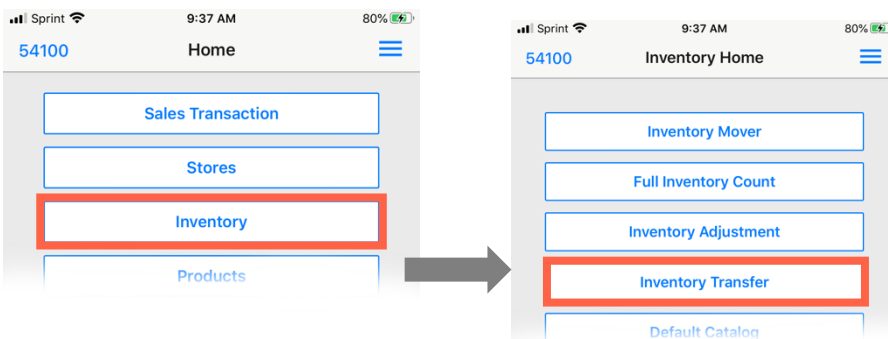 Sprint 9:37 AM 80%
54100 Home
Sales Transaction
Stores
Inventory
Products
Sprint 9:37 AM 80%
54100 Inventory Home
Inventory Mover
Full Inventory Count
Inventory Adjustment
Inventory Transfer
Default Catalog